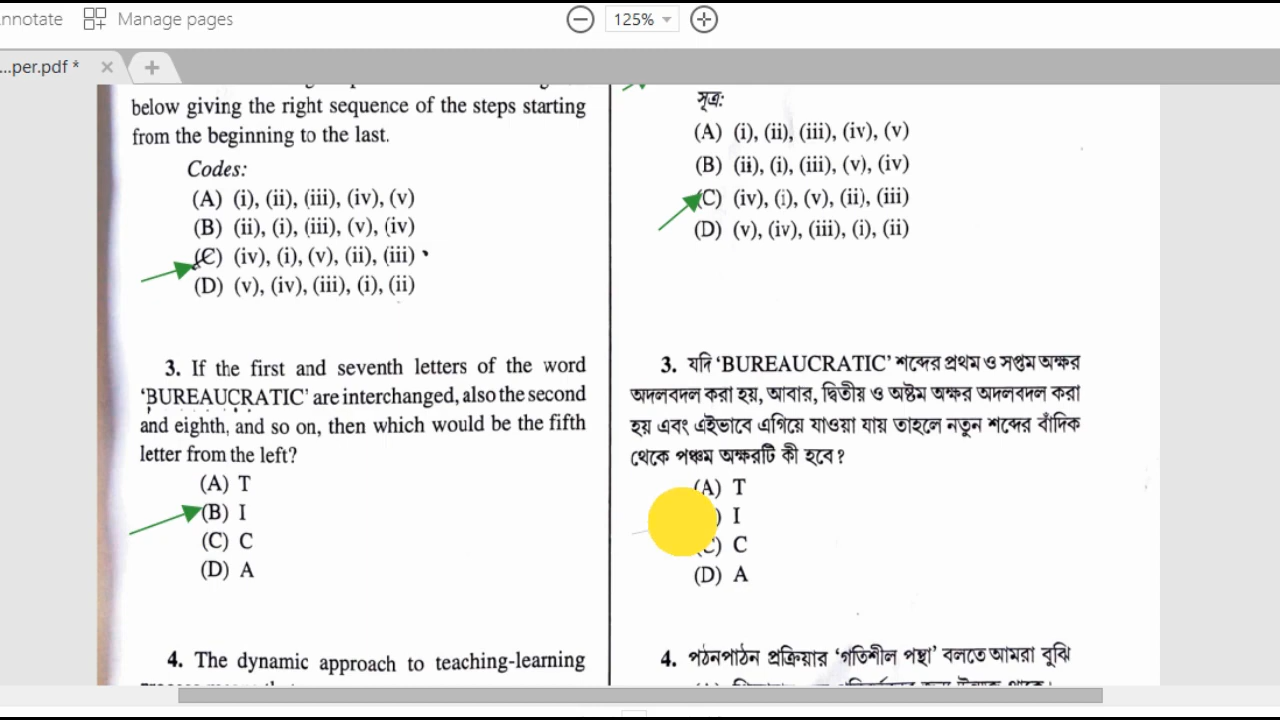 nnotate Manage pages 125%
...per.pdf *
below giving the right sequence of the steps starting
from the beginning to the last.
Codes:
(A) (i), (ii), (iii), (iv), (v)
(B) (ii), (i), (iii), (v), (iv)
(C) (iv), (i), (v), (ii), (iii)
(D) (v), (iv), (iii), (i), (ii)
3. If the first and seventh letters of the word
'BUREAUCRATIC' are interchanged, also the second
and eighth, and so on, then which would be the fifth
letter from the left?
(A) T
(B) I
(C) C
(D) A
4. The dynamic approach to teaching-learning
সূত্র:
(A) (i), (ii), (iii), (iv), (v)
(B) (ii), (i), (iii), (v), (iv)
(C) (iv), (i), (v), (ii), (iii)
(D) (v), (iv), (iii), (i), (ii)
3. যদি 'BUREAUCRATIC' শব্দের প্রথম ও সপ্তম অক্ষর
অদলবদল করা হয়, আবার, দ্বিতীয় ও অষ্টম অক্ষর অদলবদল করা
হয় এবং এইভাবে এগিয়ে যাওয়া যায় তাহলে নতুন শব্দের বাঁদিক
থেকে পঞ্চম অক্ষরটি কী হবে?
(A) T
) I
(C) C
(D) A
4. পঠনপাঠন প্রক্রিয়ার 'গতিশীল পন্থা' বলতে আমরা বুঝি